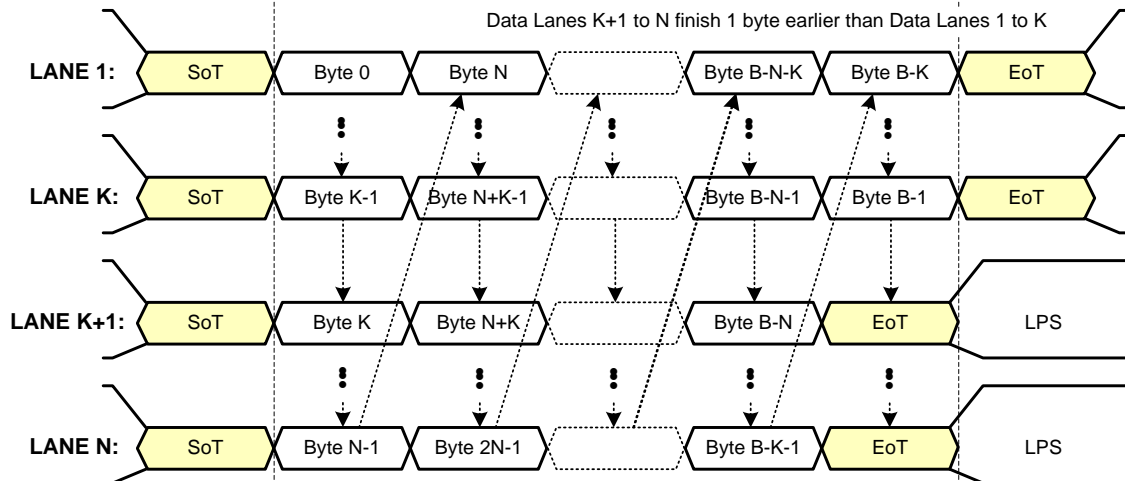 Data Lanes K+1 to N finish 1 byte earlier than Data Lanes 1 to K
LANE 1: SoT Byte 0 Byte N Byte B-N-K Byte B-K EoT
LANE K: SoT Byte K-1 Byte N+K-1 Byte B-N-1 Byte B-1 EoT
LANE K+1: SoT Byte K Byte N+K Byte B-N EoT LPS
LANE N: SoT Byte N-1 Byte 2N-1 Byte B-K-1 EoT LPS